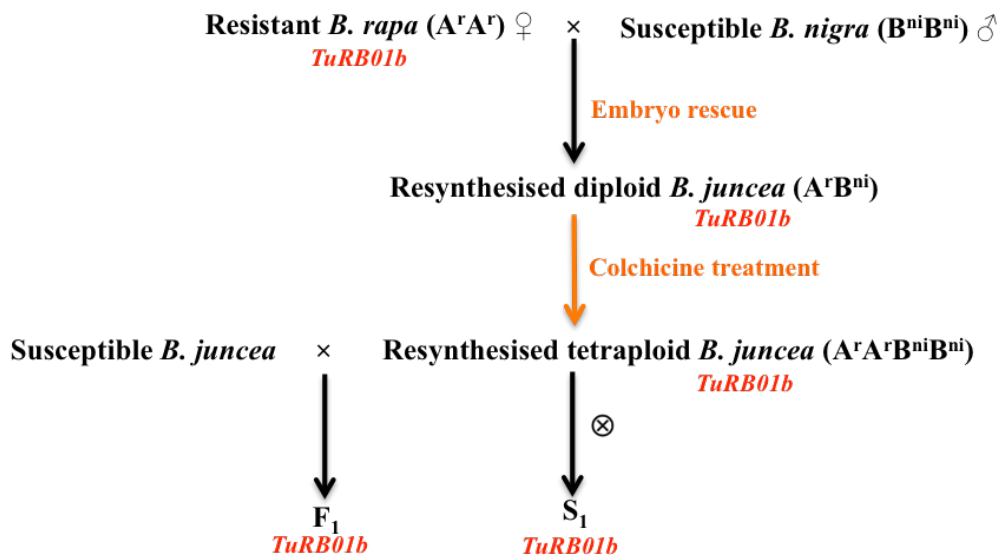 Resistant B. rapa (AʳAʳ) ♀ × Susceptible B. nigra (BⁿⁱBⁿⁱ) ♂
TuRB01b
Embryo rescue
Resynthesised diploid B. juncea (AʳBⁿⁱ)
TuRB01b
Colchicine treatment
Susceptible B. juncea × Resynthesised tetraploid B. juncea (AʳAʳBⁿⁱBⁿⁱ)
TuRB01b
⊗
F₁ S₁
TuRB01b TuRB01b